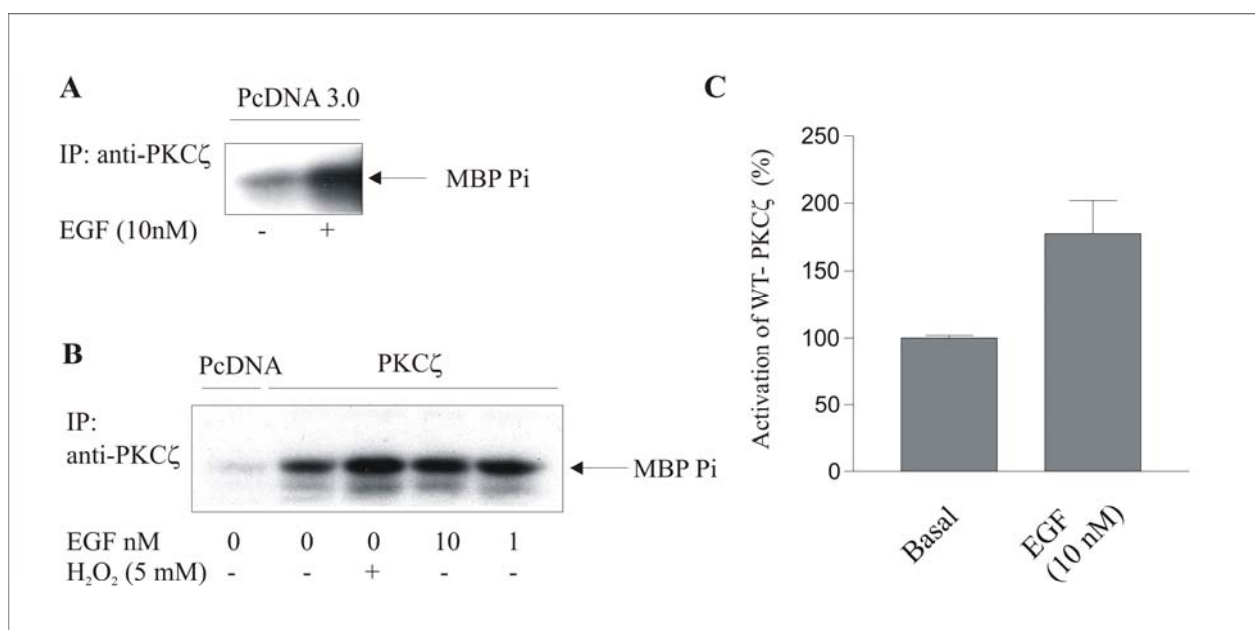 A
PcDNA 3.0
IP: anti-PKCζ
MBP Pi
EGF (10nM) - +
B
PcDNA PKCζ
IP:
anti-PKCζ
MBP Pi
EGF nM 0 0 0 10 1
H₂O₂ (5 mM) - - + - -
C
Activation of WT- PKCζ (%)
250
200
150
100
50
0
Basal
EGF
(10 nM)